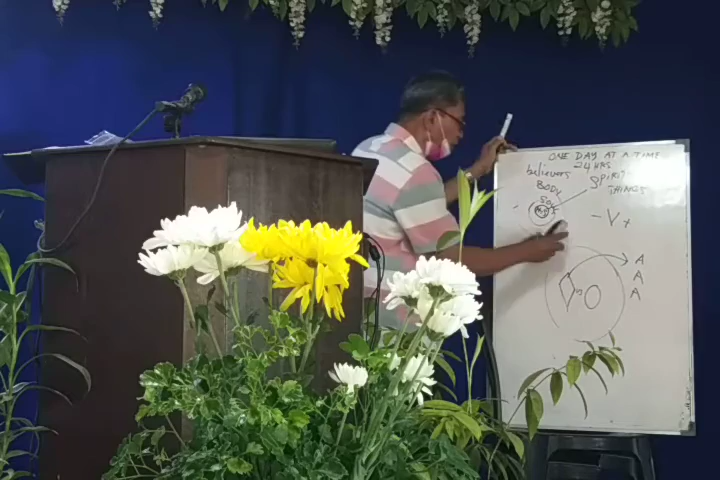 ONE DAY AT A TIME
24 HRS
believers SPIRIT
BODY THINGS
SOUL
- V +
A
A
A